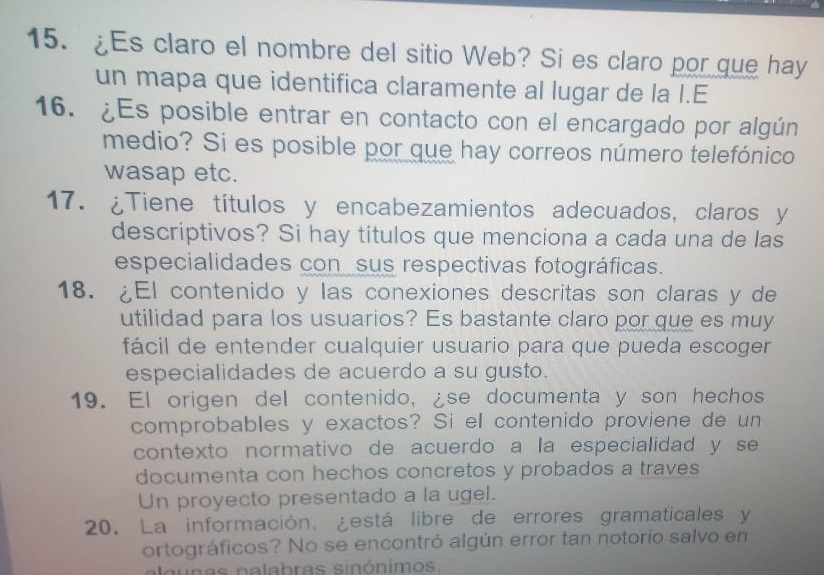 15. ¿Es claro el nombre del sitio Web? Si es claro por que hay
un mapa que identifica claramente al lugar de la I.E
16. ¿Es posible entrar en contacto con el encargado por algún
medio? Si es posible por que hay correos número telefónico
wasap etc.
17. ¿Tiene títulos y encabezamientos adecuados, claros y
descriptivos? Si hay títulos que menciona a cada una de las
especialidades con sus respectivas fotográficas.
18. ¿El contenido y las conexiones descritas son claras y de
utilidad para los usuarios? Es bastante claro por que es muy
fácil de entender cualquier usuario para que pueda escoger
especialidades de acuerdo a su gusto.
19. El origen del contenido, ¿se documenta y son hechos
comprobables y exactos? Si el contenido proviene de un
contexto normativo de acuerdo a la especialidad y se
documenta con hechos concretos y probados a traves
Un proyecto presentado a la ugel.
20. La información, ¿está libre de errores gramaticales y
ortográficos? No se encontró algún error tan notorio salvo en
algunas palabras sinónimos.